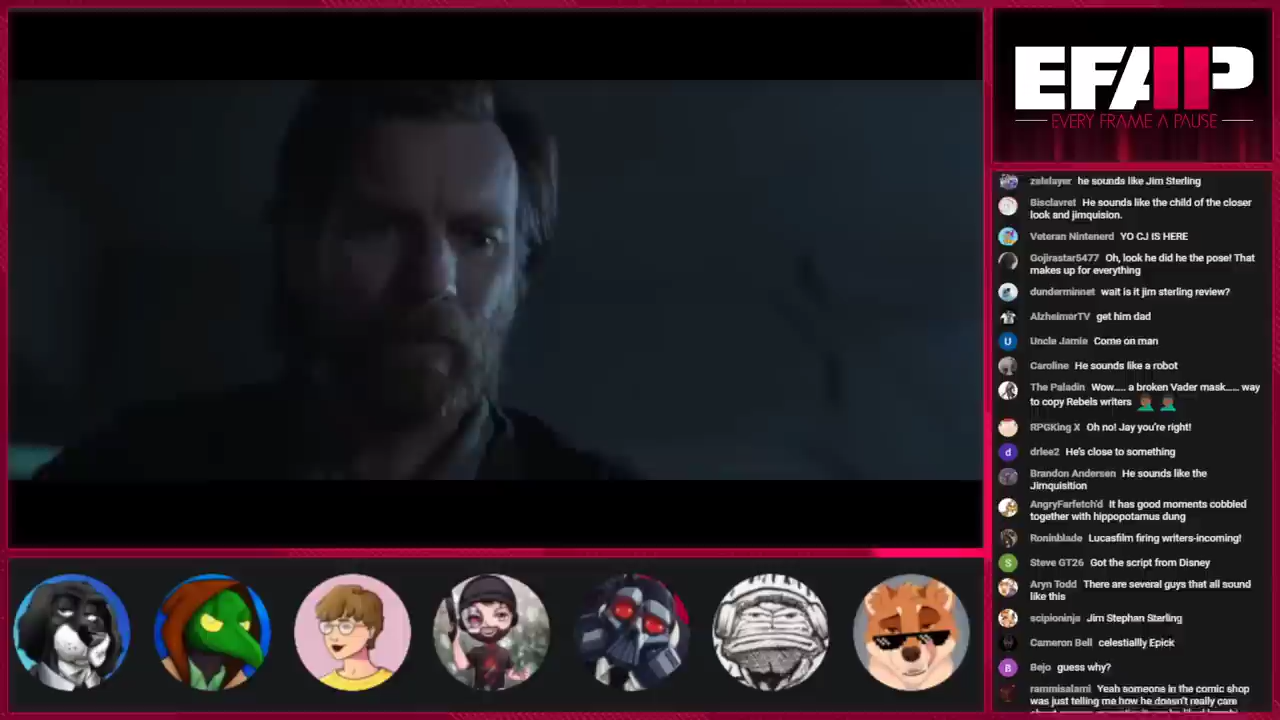 EFAP
EVERY FRAME A PAUSE
zelelayer he sounds like Jim Sterling
Bisclavret He sounds like the child of the closer
look and jimquision.
Veteran Nintenerd YO CJ IS HERE
Gojirastar5477 Oh, look he did he the pose! That
makes up for everything
dunderminnet wait is it jim sterling review?
AlzheimerTV get him dad
U
Uncle Jamie Come on man
Caroline He sounds like a robot
The Paladin Wow..... a broken Vader mask..... way
to copy Rebels writers
RPGKing X Oh no! Jay you're right!
d
drlee2 He's close to something
Brandon Andersen He sounds like the
Jimquisition
AngryFarfetch'd It has good moments cobbled
together with hippopotamus dung
Roninblade Lucasfilm firing writers-incoming!
S
Steve GT26 Got the script from Disney
Aryn Todd There are several guys that all sound
like this
scipioninja Jim Stephan Sterling
Cameron Bell celestiallly Epick
B
Bejo guess why?
rammisalami Yeah someone in the comic shop
was just telling me how he doesn't really care